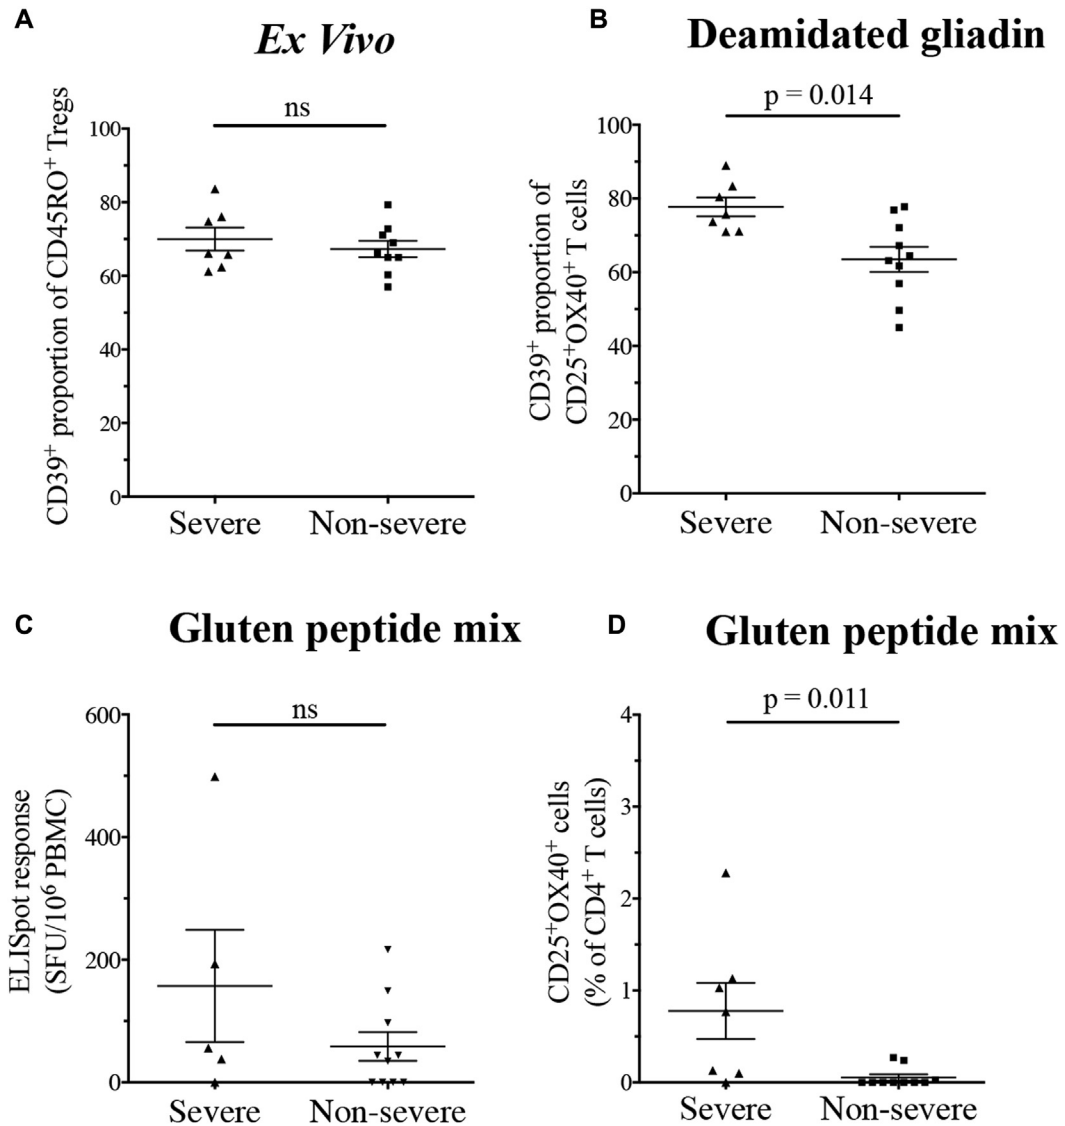 A
Ex Vivo
ns
CD39⁺ proportion of CD45RO⁺ Tregs
100
80
60
40
20
0
Severe
Non-severe
B
Deamidated gliadin
p = 0.014
CD39⁺ proportion of
CD25⁺OX40⁺ T cells
100
80
60
40
20
0
Severe
Non-severe
C
Gluten peptide mix
ns
ELISpot response
(SFU/10⁶ PBMC)
600
400
200
0
Severe
Non-severe
D
Gluten peptide mix
p = 0.011
CD25⁺OX40⁺ cells
(% of CD4⁺ T cells)
4
3
2
1
0
Severe
Non-severe